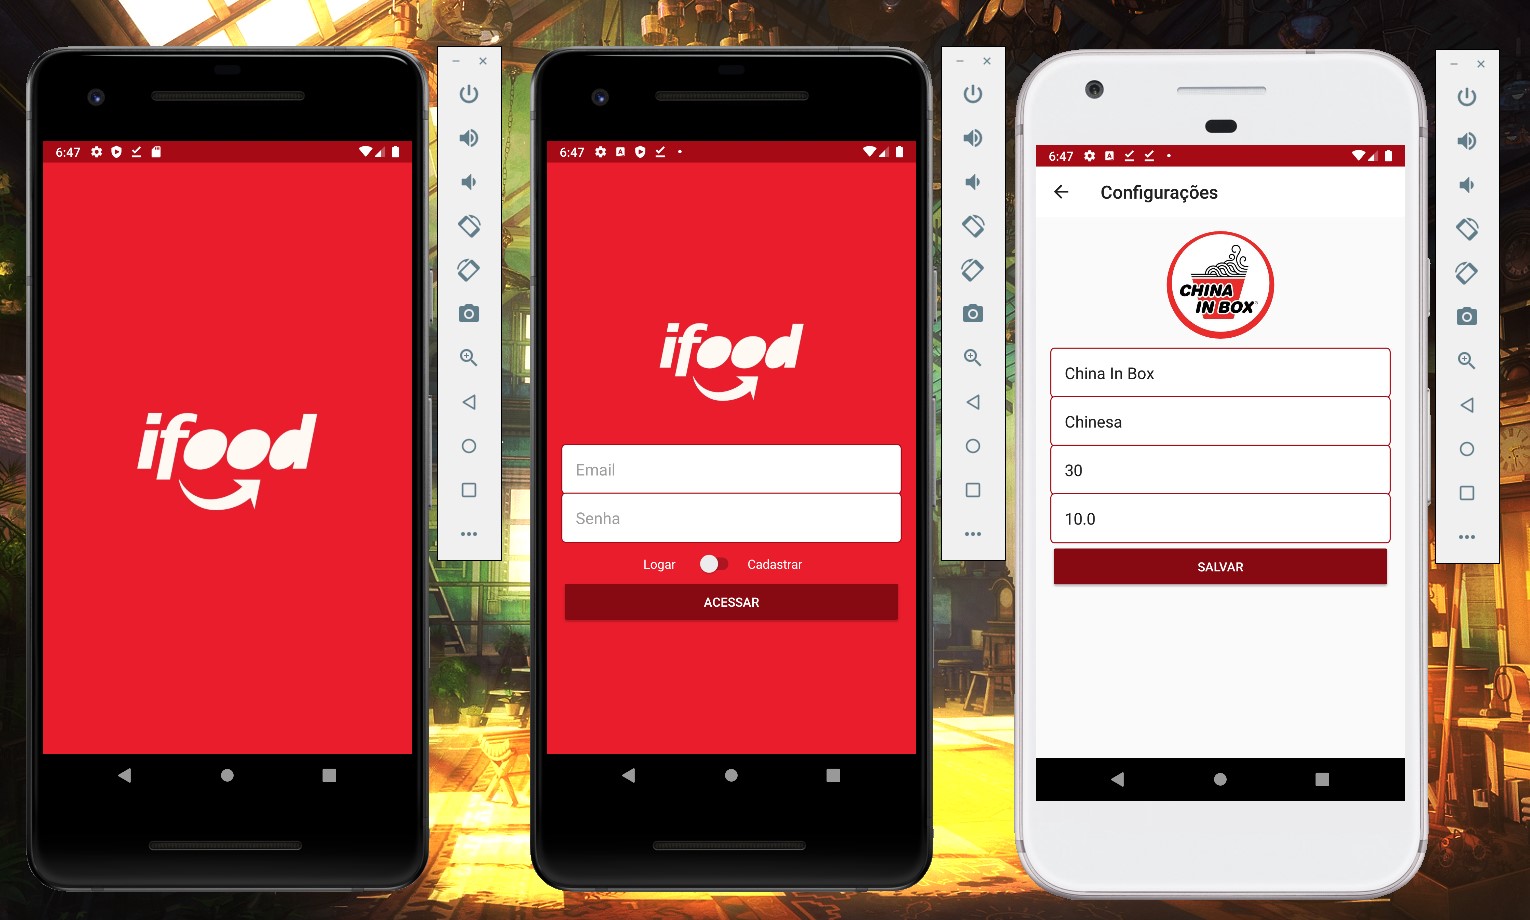 6:47
ifood
6:47
ifood
Email
Senha
Logar Cadastrar
ACESSAR
6:47
Configurações
CHINA
IN BOX
China In Box
Chinesa
30
10.0
SALVAR